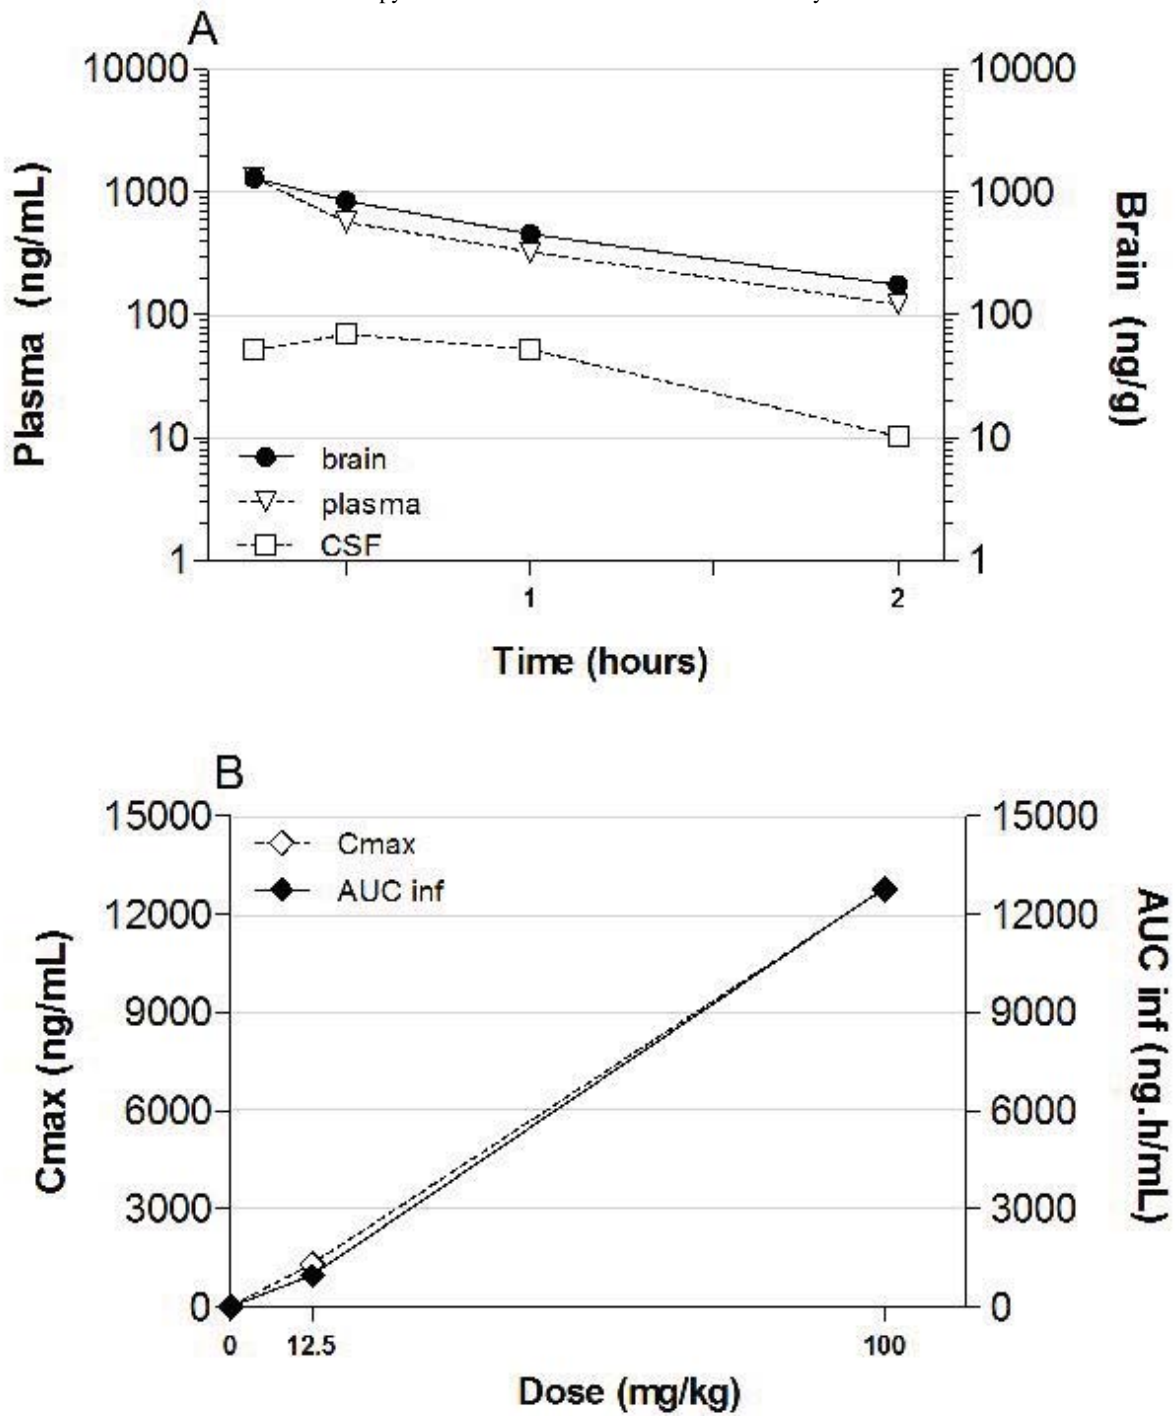 A
10000
1000
100
10
1
Plasma (ng/mL)
10000
1000
100
10
1
Brain (ng/g)
brain
plasma
CSF
1
2
Time (hours)
B
15000
12000
9000
6000
3000
0
Cmax (ng/mL)
15000
12000
9000
6000
3000
0
AUC inf (ng.h/mL)
Cmax
AUC inf
0
12.5
100
Dose (mg/kg)